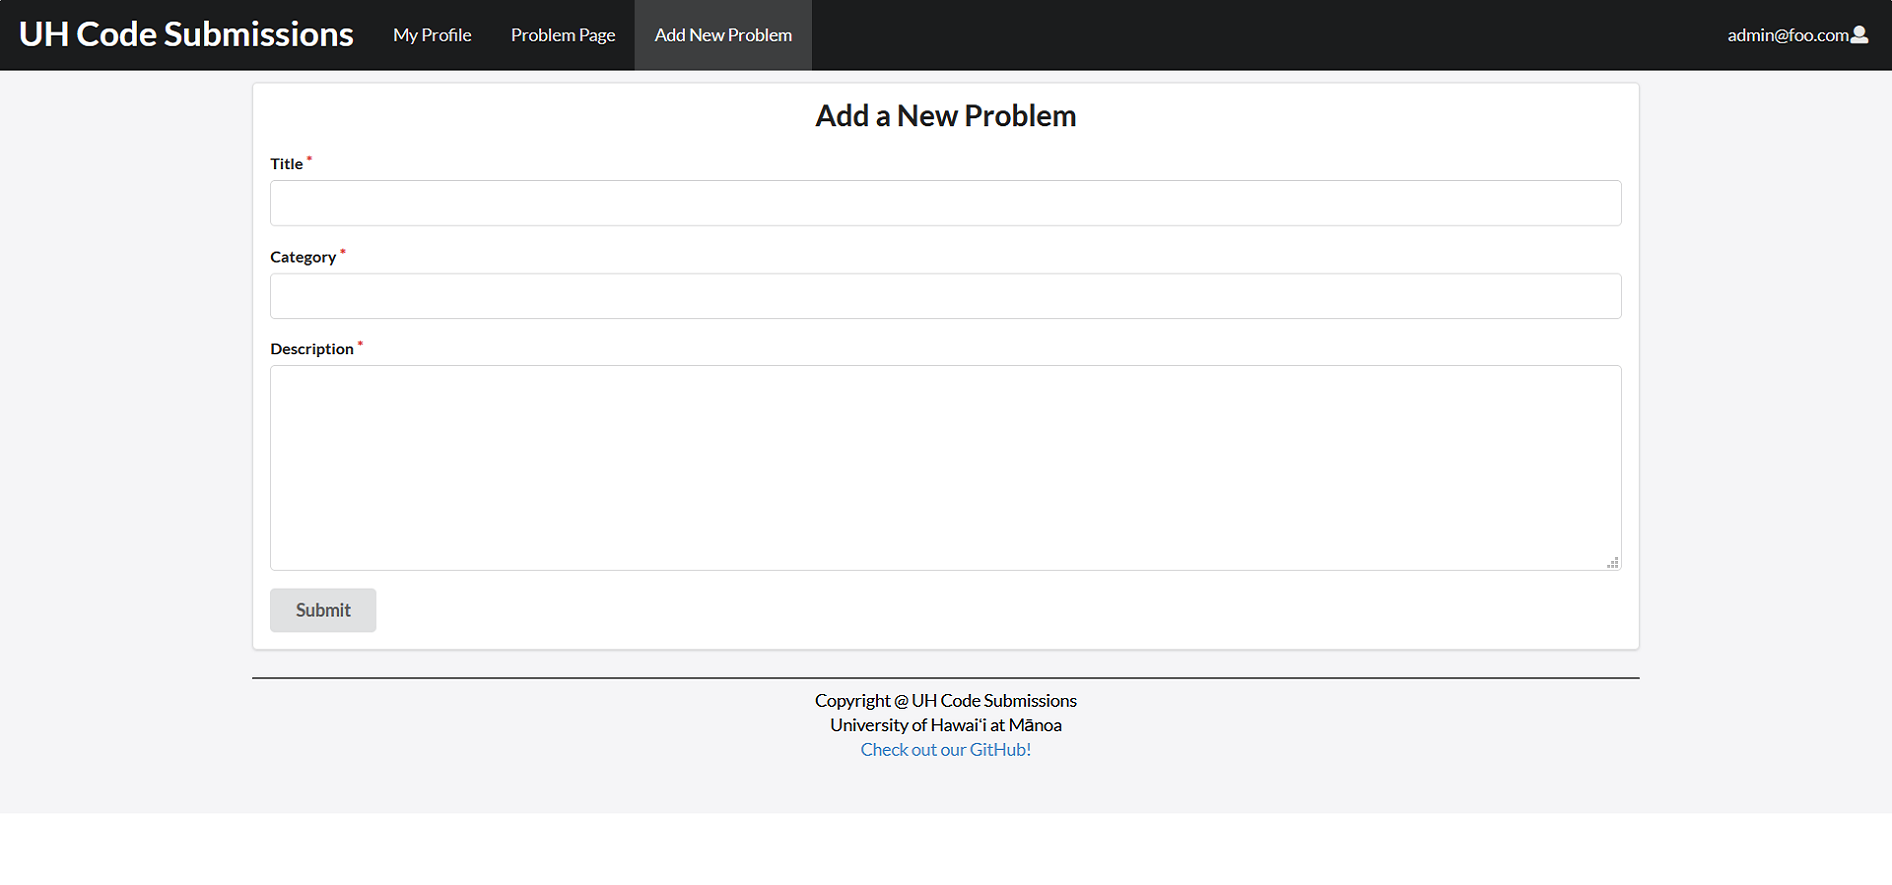 UH Code Submissions My Profile Problem Page Add New Problem admin@foo.com
Add a New Problem
Title *
Category *
Description *
Submit
Copyright @ UH Code Submissions
University of Hawaiʻi at Mānoa
Check out our GitHub!